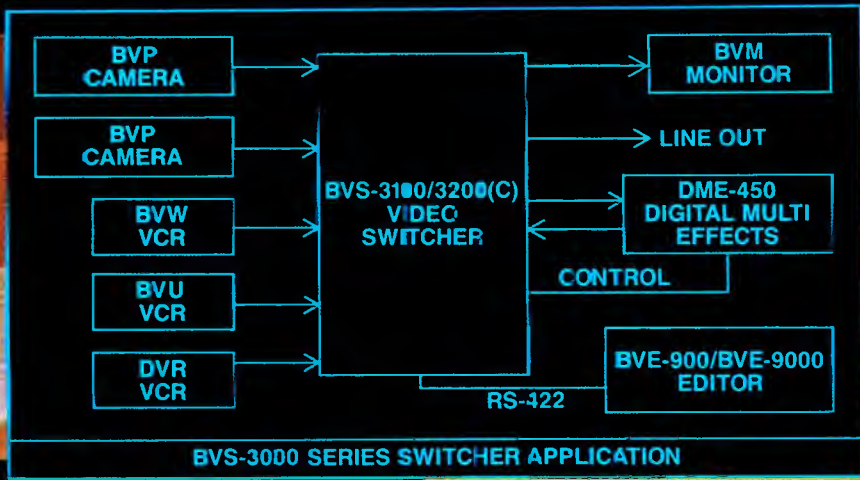 BVP
CAMERA
BVP
CAMERA
BVW
VCR
BVU
VCR
DVR
VCR
BVS-3100/3200(C)
VIDEO
SWITCHER
BVM
MONITOR
LINE OUT
DME-450
DIGITAL MULTI
EFFECTS
CONTROL
BVE-900/BVE-9000
EDITOR
RS-422
BVS-3000 SERIES SWITCHER APPLICATION